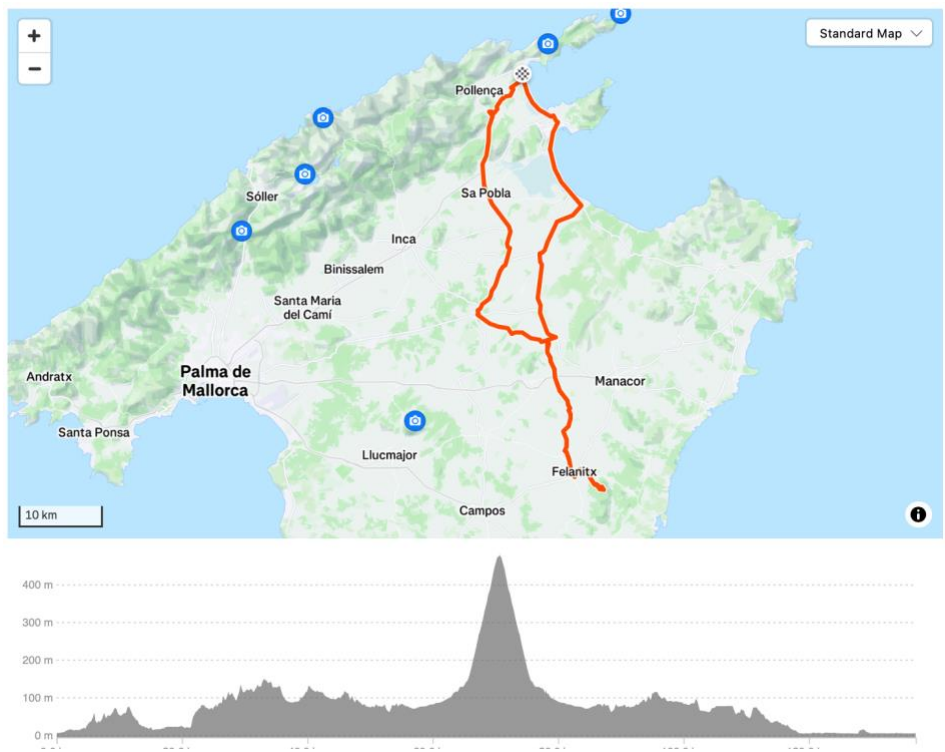 +
Standard Map
−
Pollença
Sóller
Sa Pobla
Inca
Binissalem
Santa Maria
del Camí
Palma de
Mallorca
Andratx
Manacor
Santa Ponsa
Llucmajor
Felanitx
Campos
10 km
400 m
300 m
200 m
100 m
0 m